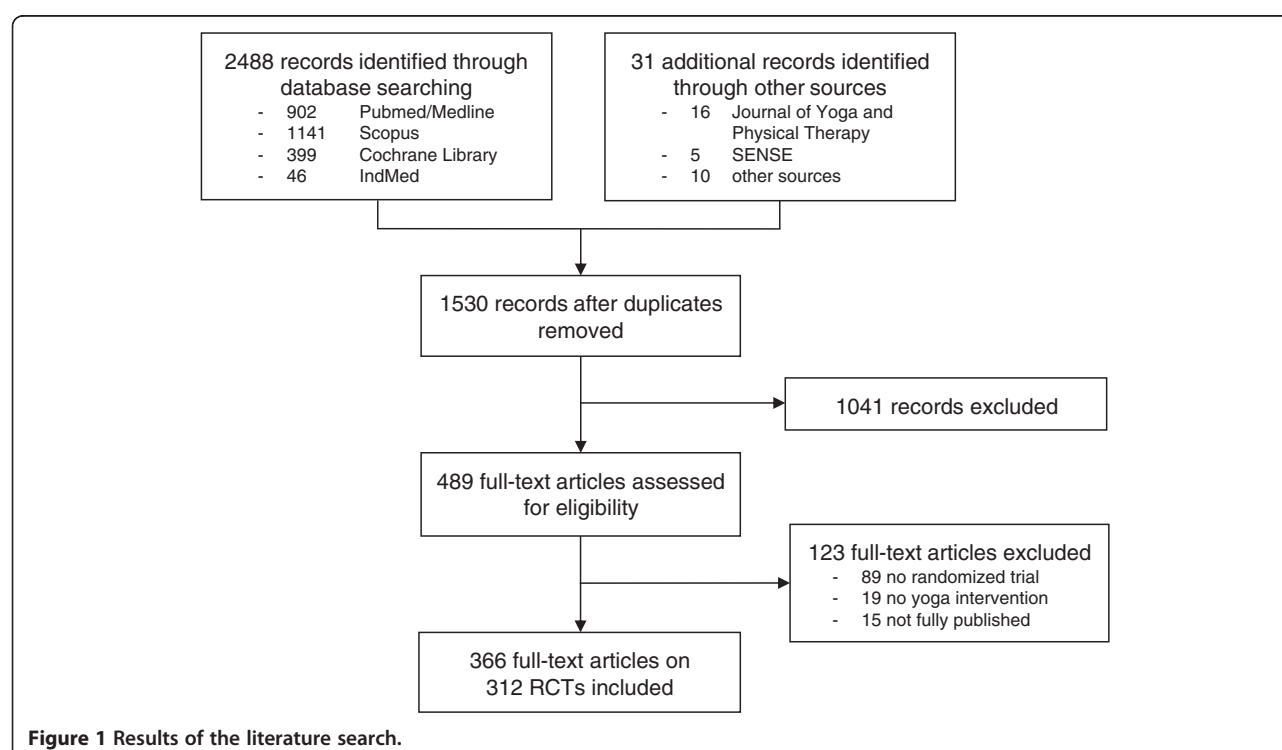 2488 records identified through
database searching
- 902 Pubmed/Medline
- 1141 Scopus
- 399 Cochrane Library
- 46 IndMed
31 additional records identified
through other sources
- 16 Journal of Yoga and
Physical Therapy
- 5 SENSE
- 10 other sources
1530 records after duplicates
removed
1041 records excluded
489 full-text articles assessed
for eligibility
123 full-text articles excluded
- 89 no randomized trial
- 19 no yoga intervention
- 15 not fully published
366 full-text articles on
312 RCTs included
Figure 1 Results of the literature search.